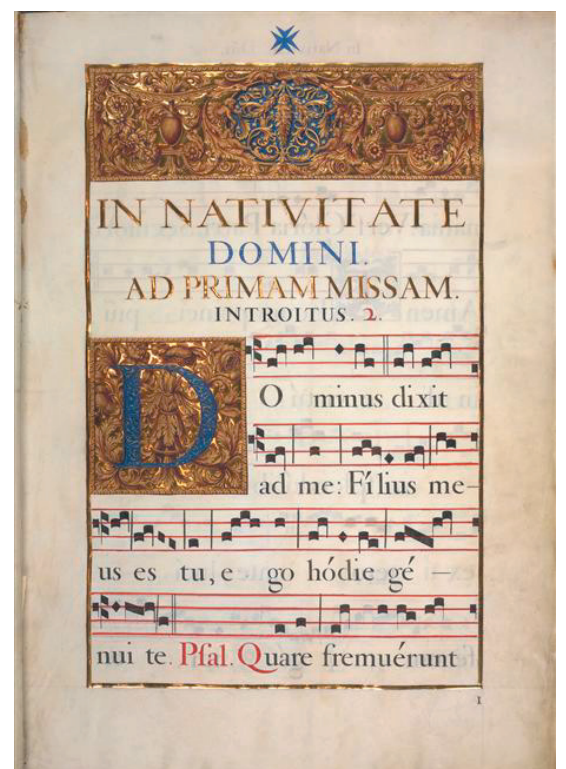 IN NATIVITATE
DOMINI.
AD PRIMAM MISSAM.
INTROITUS. 2.
DOminus dixit
ad me: Fílius me-
us es tu, e go hódie gé —
nui te. Psal. Quare fremuérunt
1